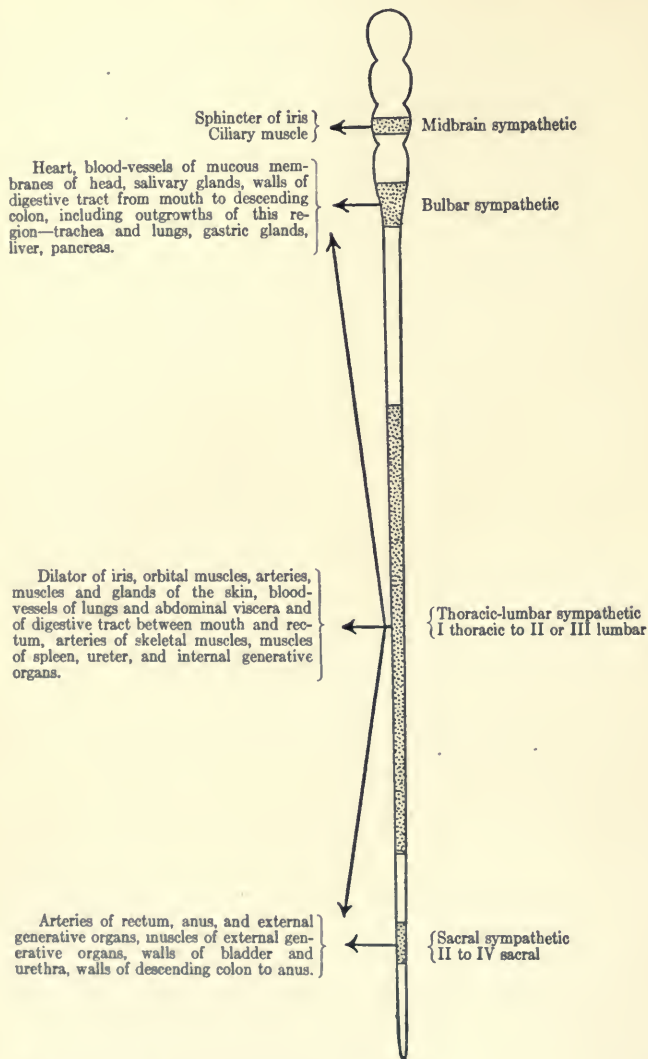 Sphincter of iris
Ciliary muscle
Midbrain sympathetic
Heart, blood-vessels of mucous mem-
branes of head, salivary glands, walls of
digestive tract from mouth to descending
colon, including outgrowths of this re-
gion—trachea and lungs, gastric glands,
liver, pancreas.
Bulbar sympathetic
Dilator of iris, orbital muscles, arteries,
muscles and glands of the skin, blood-
vessels of lungs and abdominal viscera and
of digestive tract between mouth and rec-
tum, arteries of skeletal muscles, muscles
of spleen, ureter, and internal generative
organs.
Thoracic-lumbar sympathetic
I thoracic to II or III lumbar
Arteries of rectum, anus, and external
generative organs, muscles of external gen-
erative organs, walls of bladder and
urethra, walls of descending colon to anus.
Sacral sympathetic
II to IV sacral